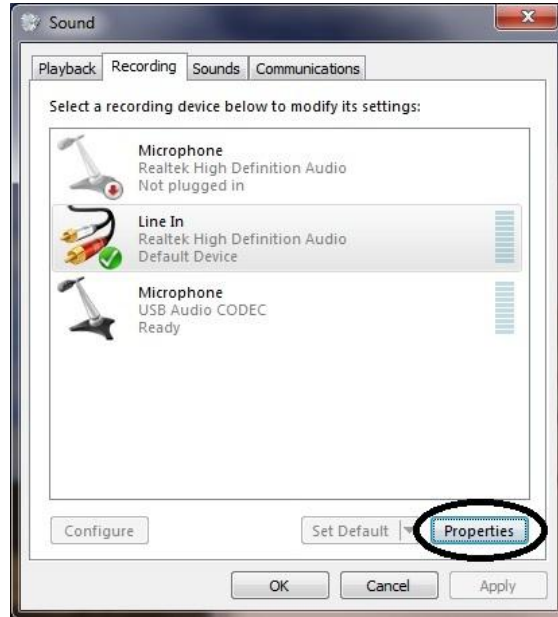 Sound
Playback Recording Sounds Communications
Select a recording device below to modify its settings:
Microphone
Realtek High Definition Audio
Not plugged in
Line In
Realtek High Definition Audio
Default Device
Microphone
USB Audio CODEC
Ready
Configure Set Default Properties
OK Cancel Apply